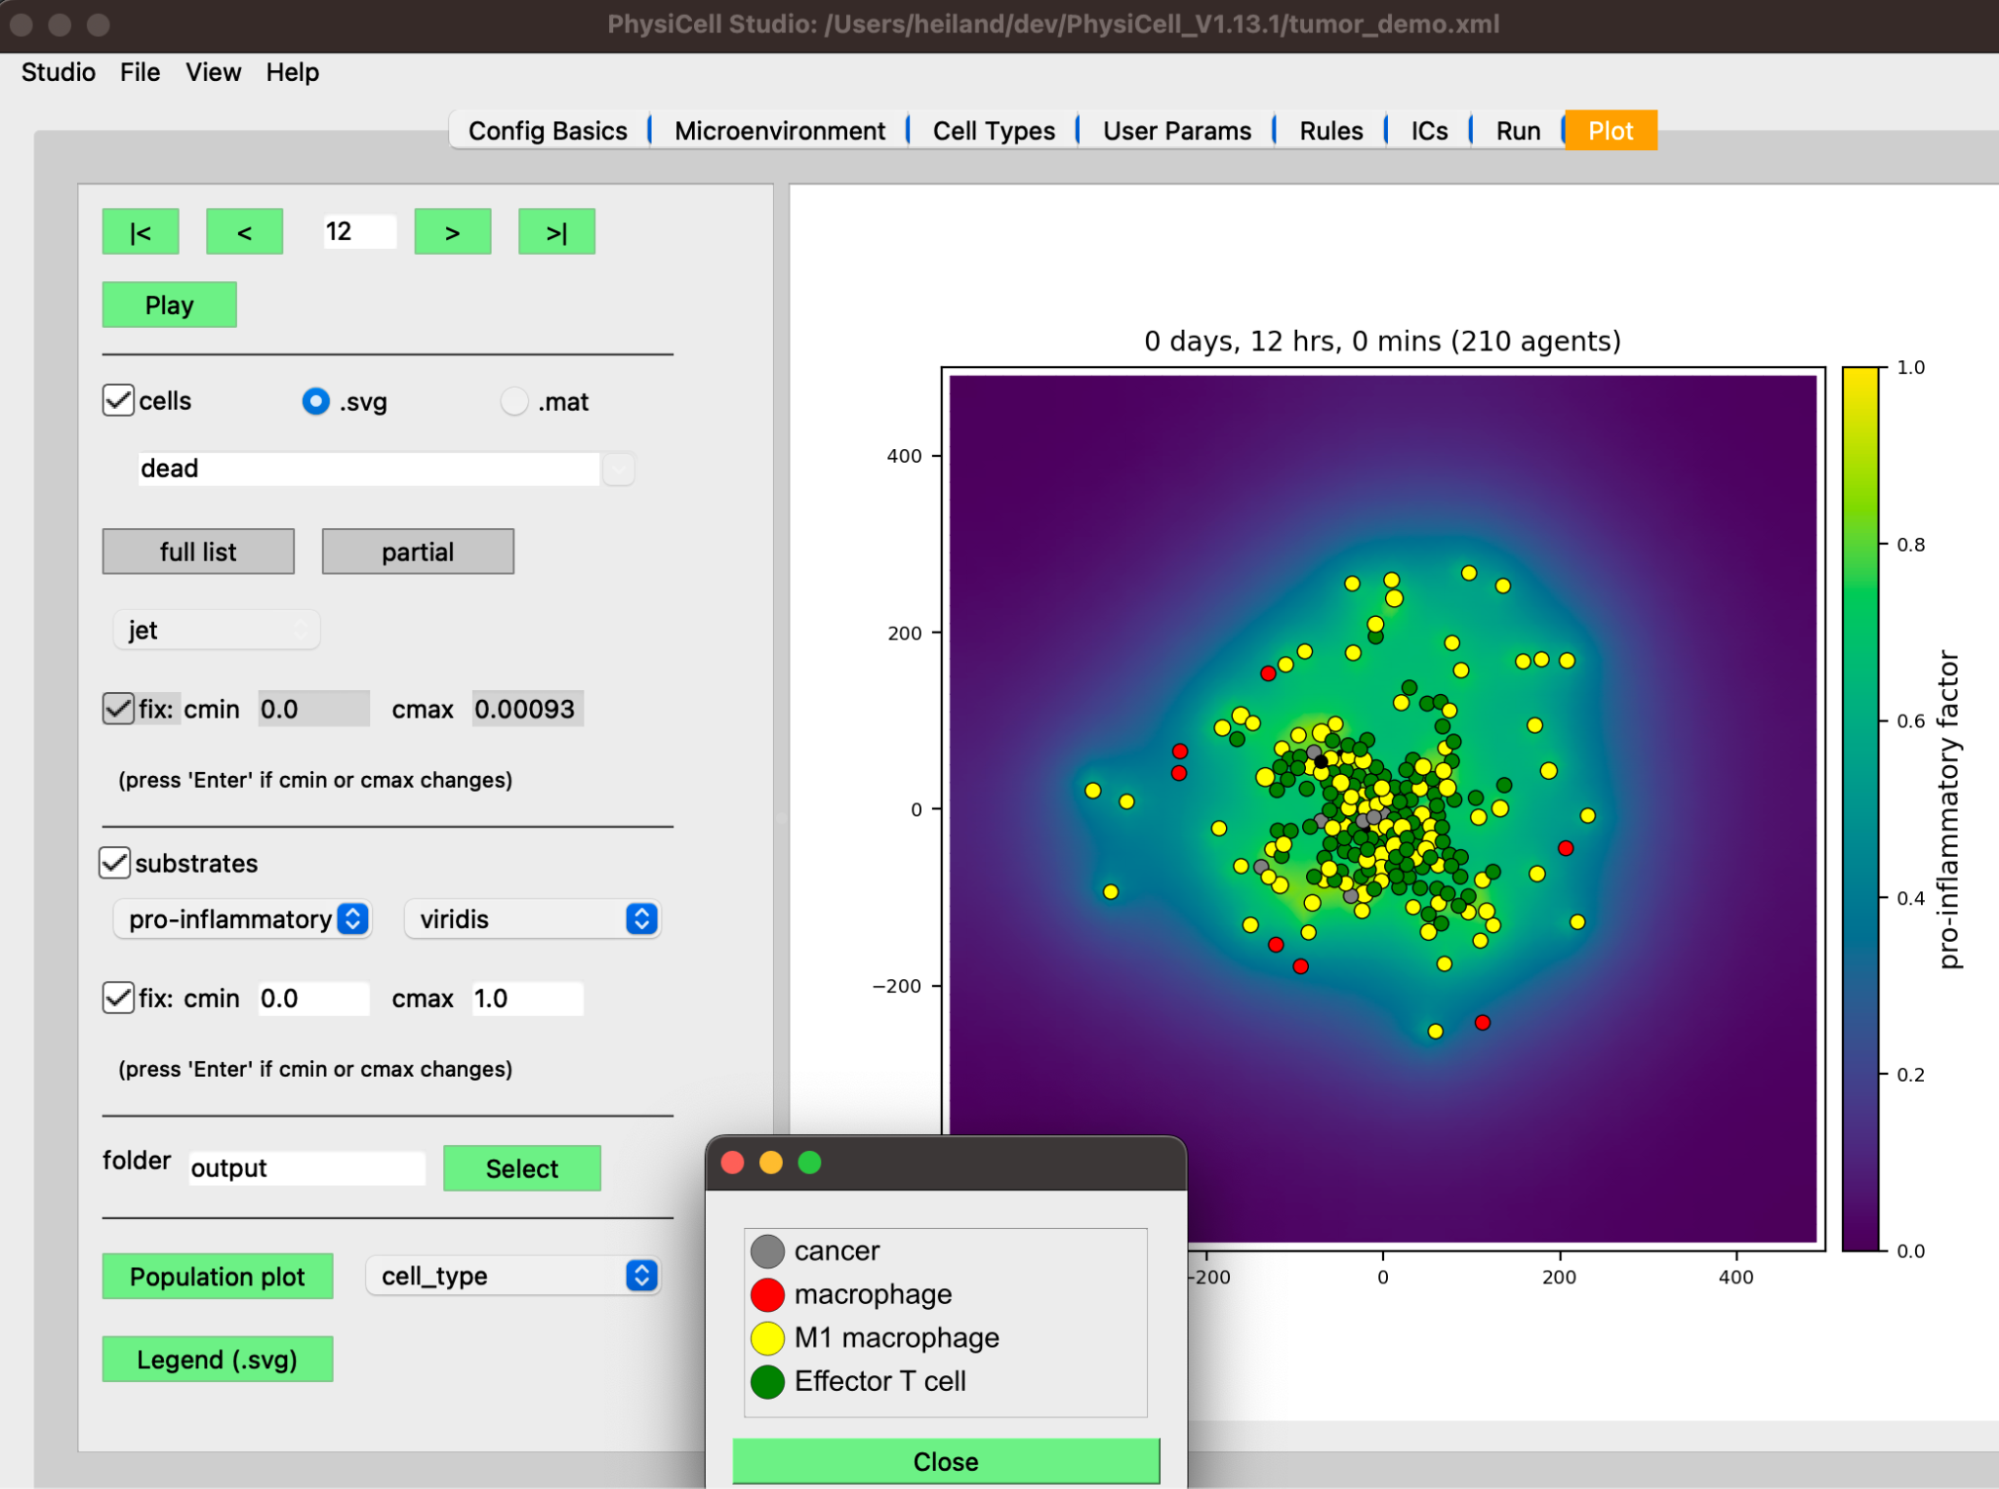 PhysiCell Studio: /Users/heiland/dev/PhysiCell_V1.13.1/tumor_demo.xml
Studio File View Help
Config Basics Microenvironment Cell Types User Params Rules ICs Run Plot
|< < 12 > >|
Play
cells .svg .mat
dead
full list partial
jet
fix: cmin 0.0 cmax 0.00093
(press 'Enter' if cmin or cmax changes)
substrates
pro-inflammatory viridis
fix: cmin 0.0 cmax 1.0
(press 'Enter' if cmin or cmax changes)
folder output Select
Population plot cell_type
Legend (.svg)
0 days, 12 hrs, 0 mins (210 agents)
400
200
0
−200
-200 0 200 400
1.0
0.8
0.6
0.4
0.2
0.0
pro-inflammatory factor
cancer
macrophage
M1 macrophage
Effector T cell
Close